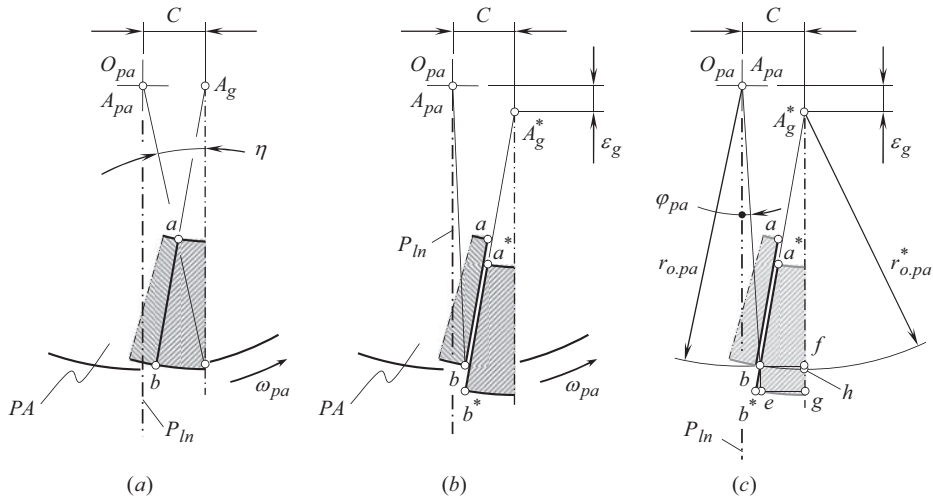 C
O_pa
A_pa
A_g
η
a
b
PA
ω_pa
P_ln
(a)
C
O_pa
A_pa
A_g*
ε_g
P_ln
a
a*
b
b*
ω_pa
(b)
C
O_pa A_pa
A_g*
ε_g
φ_pa
a
a*
r_o.pa
r*_o.pa
f
b
h
b* e g
P_ln
(c)